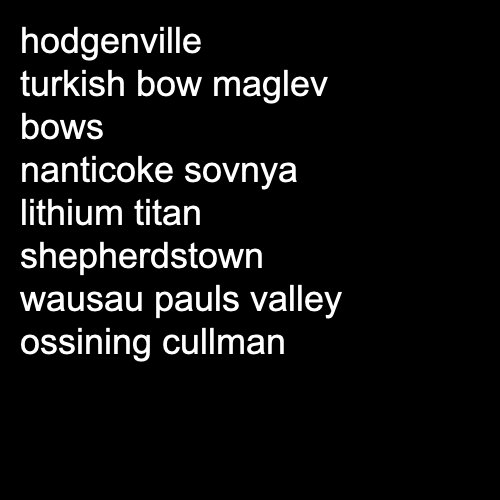 hodgenville
turkish bow maglev
bows
nanticoke sovnya
lithium titan
shepherdstown
wausau pauls valley
ossining cullman